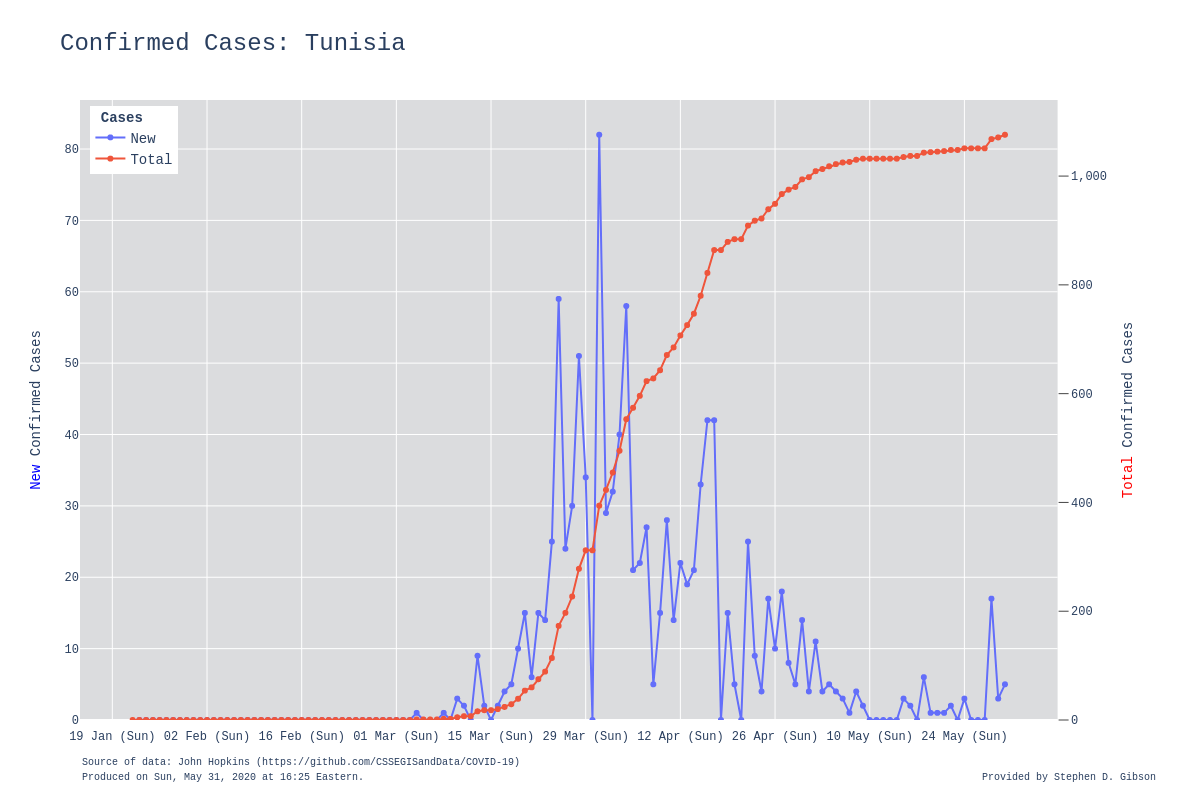 Confirmed Cases: Tunisia
Cases
New
Total
80
70
60
50
40
30
20
10
0
New Confirmed Cases
1,000
800
600
400
200
0
Total Confirmed Cases
19 Jan (Sun) 02 Feb (Sun) 16 Feb (Sun) 01 Mar (Sun) 15 Mar (Sun) 29 Mar (Sun) 12 Apr (Sun) 26 Apr (Sun) 10 May (Sun) 24 May (Sun)
Source of data: John Hopkins (https://github.com/CSSEGISandData/COVID-19)
Produced on Sun, May 31, 2020 at 16:25 Eastern.
Provided by Stephen D. Gibson